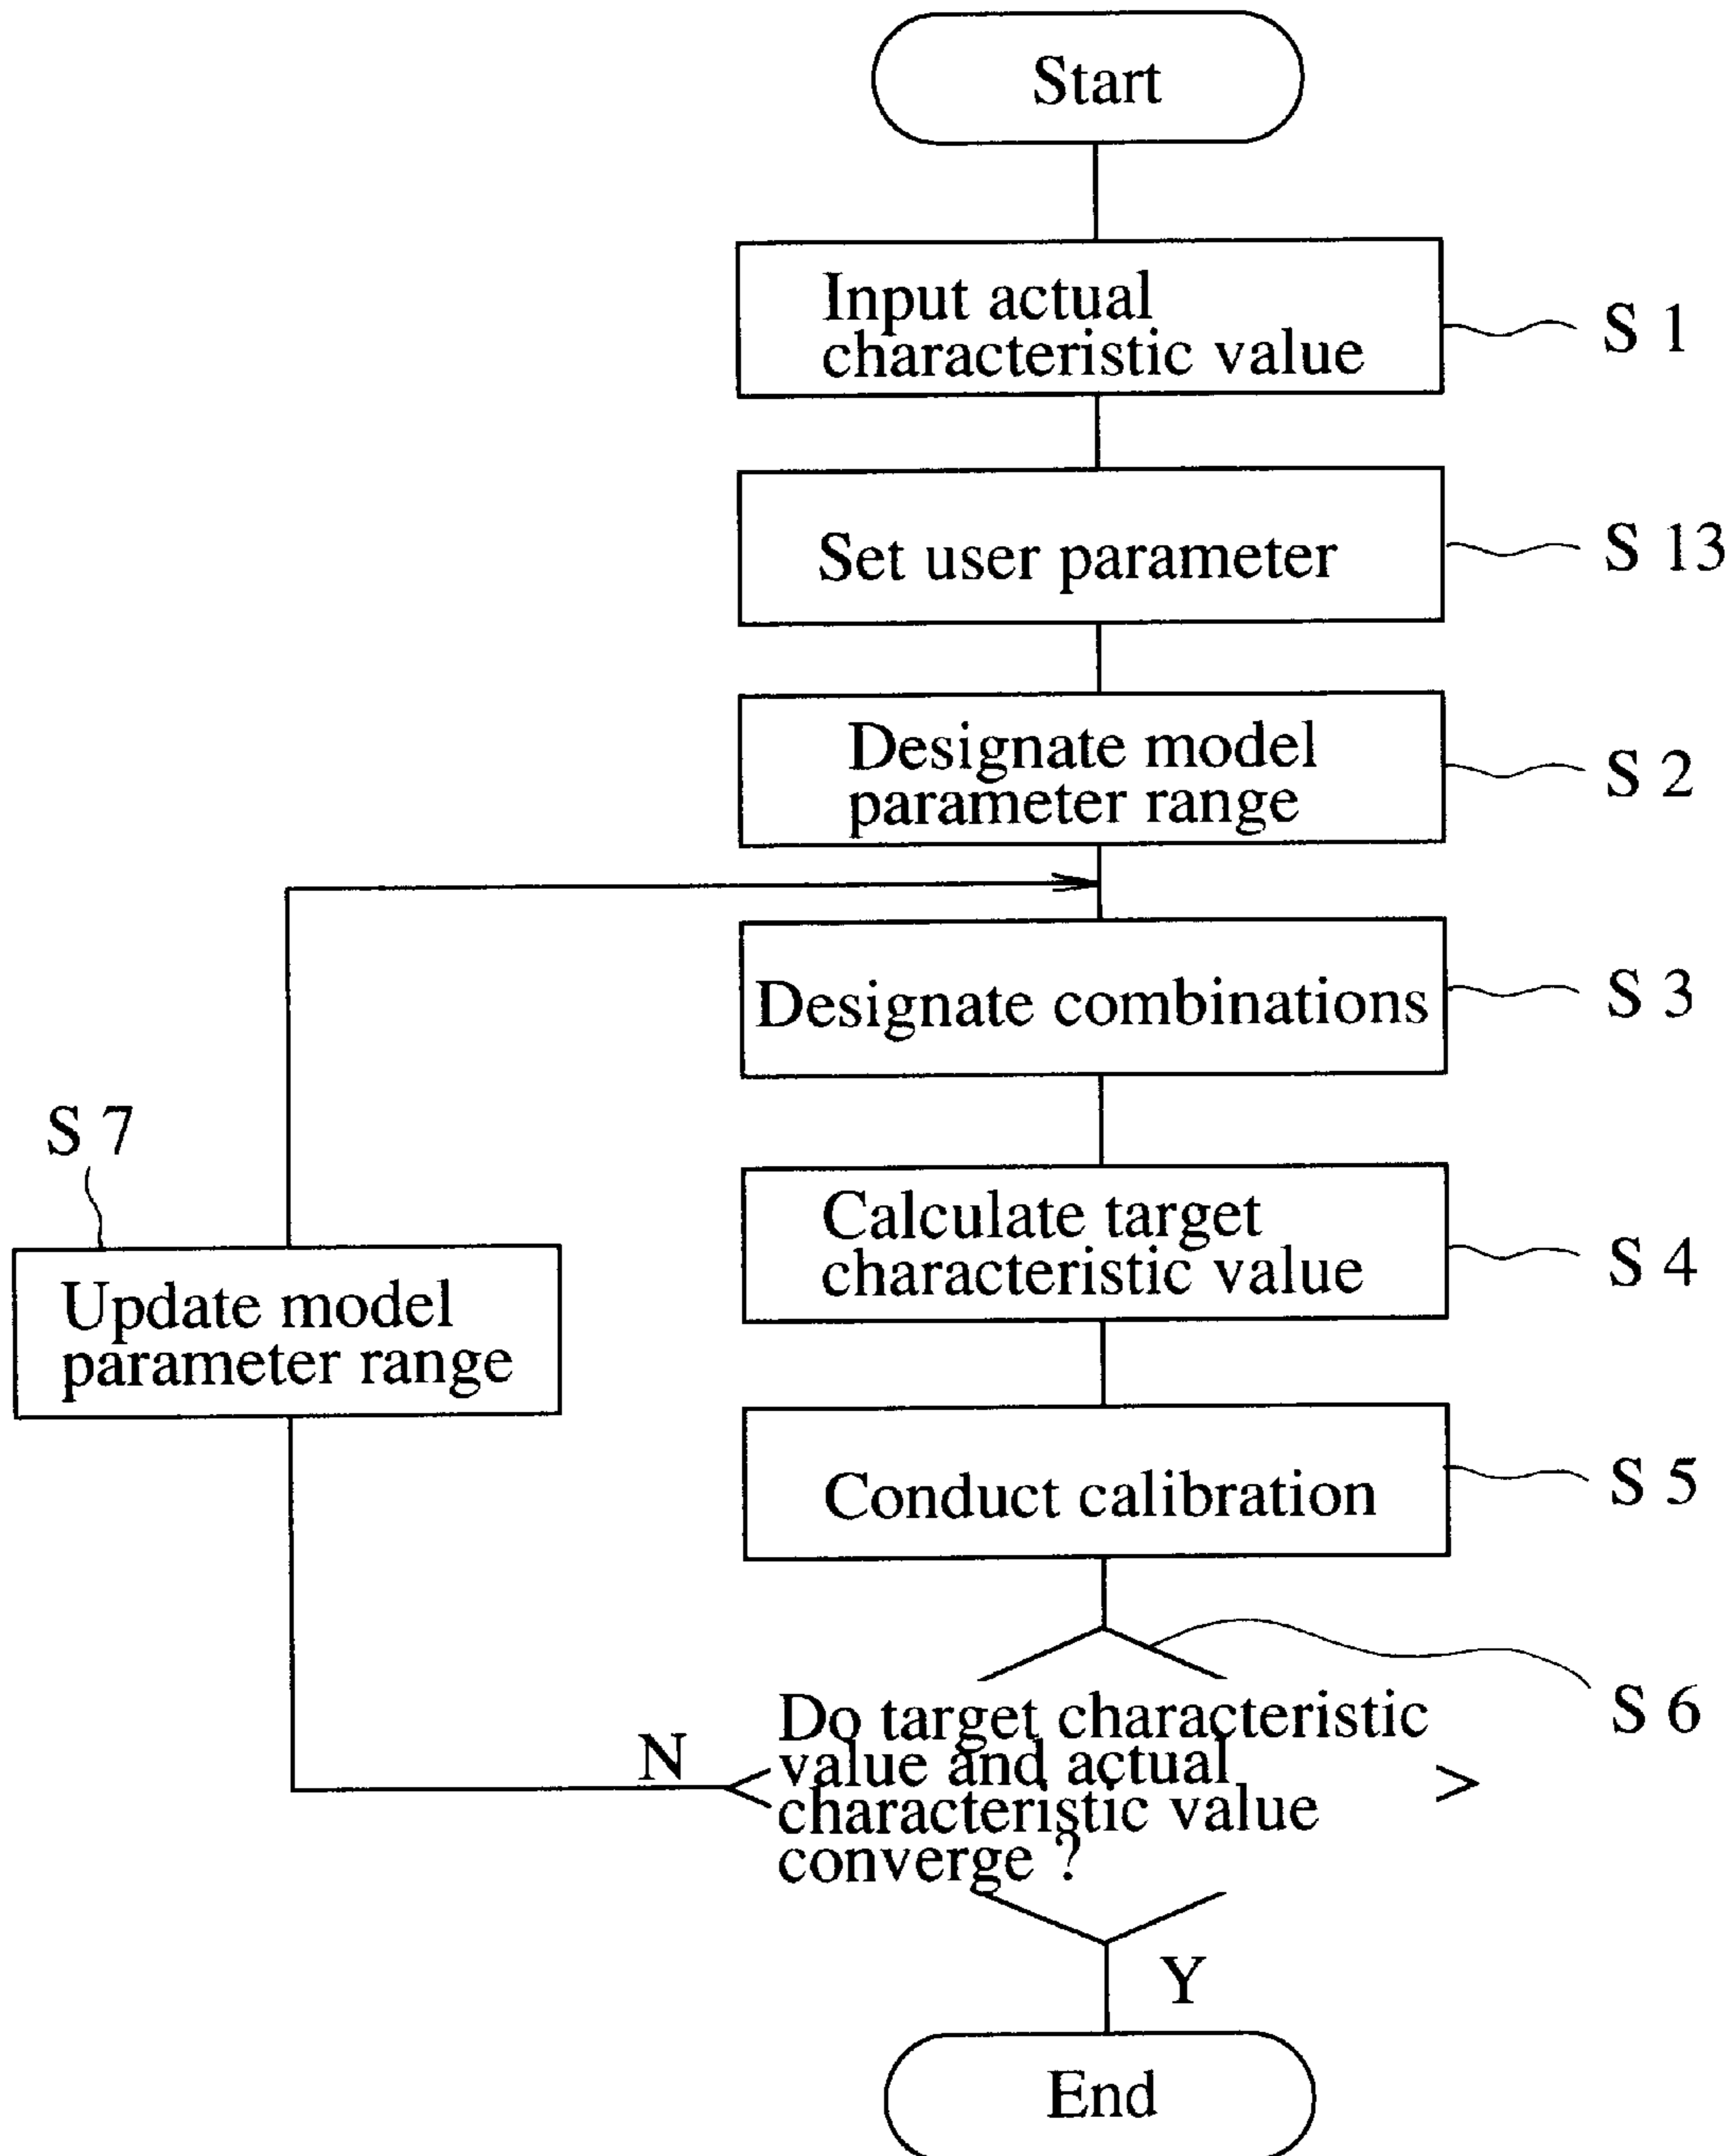 Start
Input actual
characteristic value
S 1
Set user parameter
S 13
Designate model
parameter range
S 2
Designate combinations
S 3
S 7
Calculate target
characteristic value
S 4
Update model
parameter range
Conduct calibration
S 5
Do target characteristic
value and actual
characteristic value
converge ?
S 6
N
Y
End